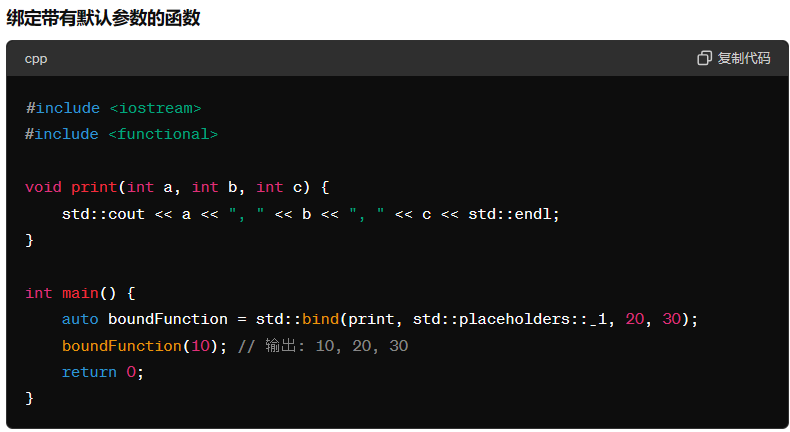 绑定带有默认参数的函数
cpp 复制代码
#include <iostream>
#include <functional>
void print(int a, int b, int c) {
    std::cout << a << ", " << b << ", " << c << std::endl;
}
int main() {
    auto boundFunction = std::bind(print, std::placeholders::_1, 20, 30);
    boundFunction(10); // 输出: 10, 20, 30
    return 0;
}